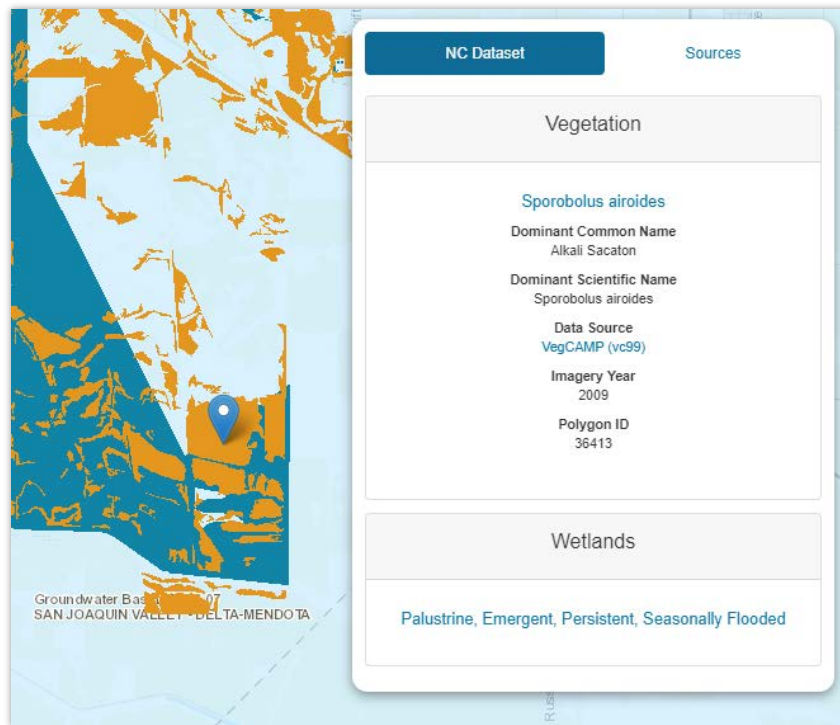 NC Dataset
Sources
Vegetation
Sporobolus airoides
Dominant Common Name
Alkali Sacaton
Dominant Scientific Name
Sporobolus airoides
Data Source
VegCAMP (vc99)
Imagery Year
2009
Polygon ID
36413
Wetlands
Palustrine, Emergent, Persistent, Seasonally Flooded
Groundwater 07
SAN JOAQUIN VALLEY - DELTA-MENDOTA